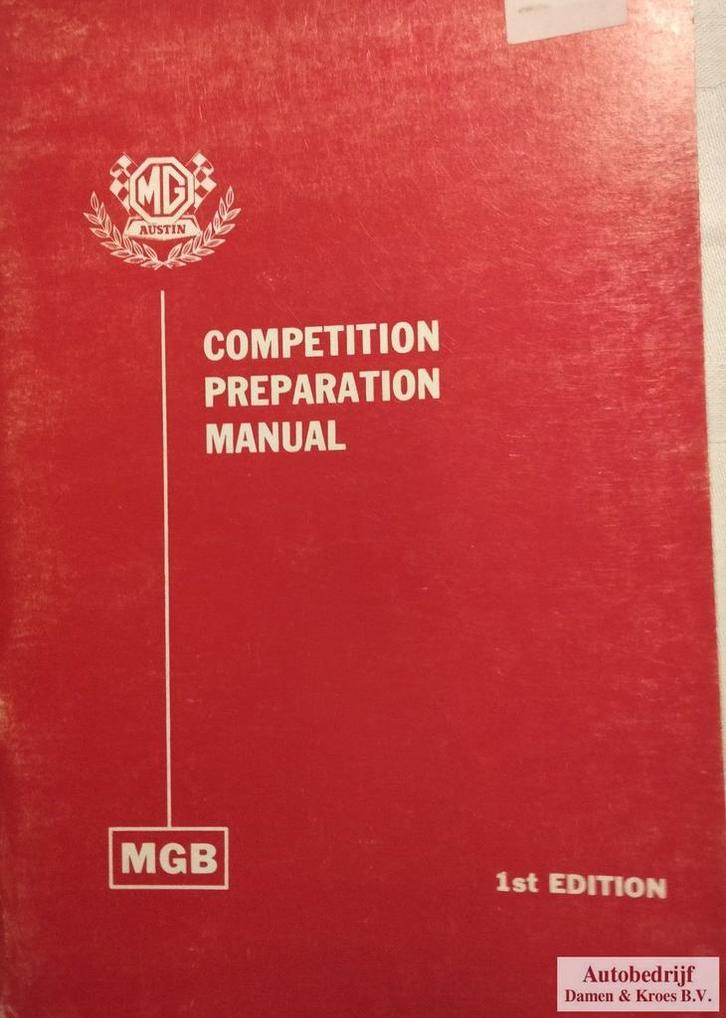 MG
AUSTIN
COMPETITION
PREPARATION
MANUAL
MGB
1st EDITION
Autobedrijf
Damen & Kroes B.V.